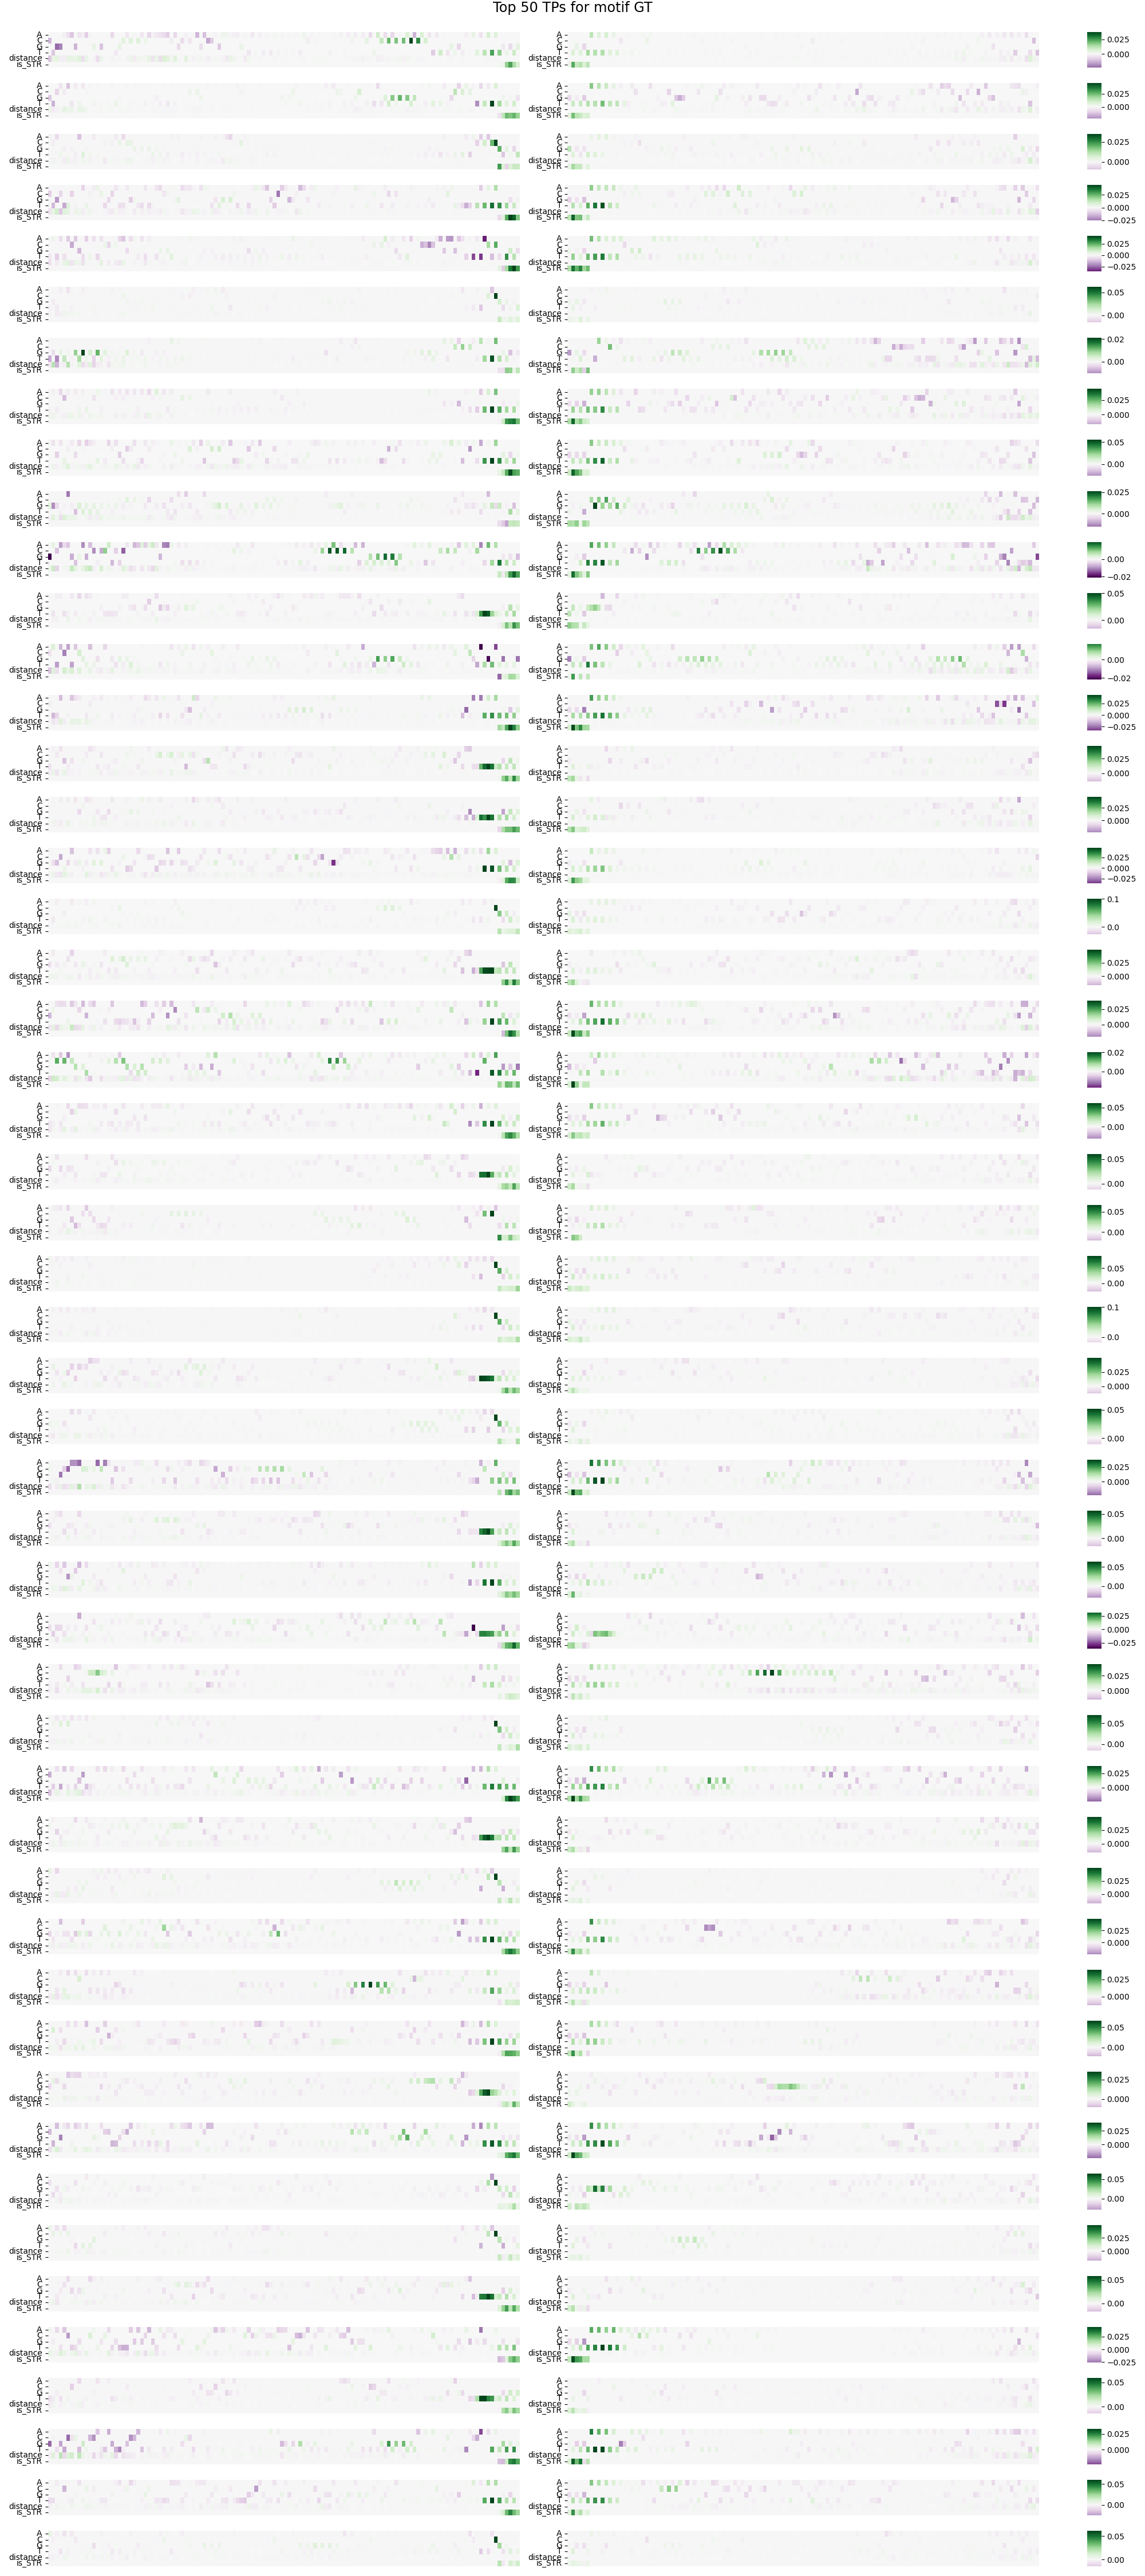 Top 50 TPs for motif GT
A A
C C 0.025
G G
T T 0.000
distance distance
is_STR is_STR
A A
C C 0.025
G G
T T 0.000
distance distance
is_STR is_STR
A A
C C 0.025
G G
T T
distance distance 0.000
is_STR is_STR
A A
C C 0.025
G G
T T 0.000
distance distance
is_STR is_STR −0.025
A A
C C 0.025
G G
T T 0.000
distance distance
is_STR is_STR −0.025
A A
C C 0.05
G G
T T
distance distance 0.00
is_STR is_STR
A A 0.02
C C
G G
T T 0.00
distance distance
is_STR is_STR
A A
C C 0.025
G G
T T 0.000
distance distance
is_STR is_STR
A A 0.05
C C
G G
T T 0.00
distance distance
is_STR is_STR
A A 0.025
C C
G G
T T 0.000
distance distance
is_STR is_STR
A A
C C
G G 0.00
T T
distance distance
is_STR is_STR −0.02
A A 0.05
C C
G G
T T
distance distance 0.00
is_STR is_STR
A A
C C
G G 0.00
T T
distance distance
is_STR is_STR −0.02
A A
C C 0.025
G G
T T 0.000
distance distance
is_STR is_STR −0.025
A A
C C 0.025
G G
T T
distance distance 0.000
is_STR is_STR
A A
C C 0.025
G G
T T 0.000
distance distance
is_STR is_STR
A A
C C 0.025
G G
T T 0.000
distance distance
is_STR is_STR −0.025
A A 0.1
C C
G G
T T
distance distance 0.0
is_STR is_STR
A A
C C 0.025
G G
T T 0.000
distance distance
is_STR is_STR
A A
C C 0.025
G G
T T 0.000
distance distance
is_STR is_STR
A A 0.02
C C
G G
T T 0.00
distance distance
is_STR is_STR
A A 0.05
C C
G G
T T 0.00
distance distance
is_STR is_STR
A A 0.05
C C
G G
T T
distance distance 0.00
is_STR is_STR
A A 0.05
C C
G G
T T
distance distance 0.00
is_STR is_STR
A A
C C 0.05
G G
T T
distance distance 0.00
is_STR is_STR
A A 0.1
C C
G G
T T
distance distance 0.0
is_STR is_STR
A A
C C 0.025
G G
T T
distance distance 0.000
is_STR is_STR
A A 0.05
C C
G G
T T
distance distance 0.00
is_STR is_STR
A A
C C 0.025
G G
T T 0.000
distance distance
is_STR is_STR
A A 0.05
C C
G G
T T
distance distance 0.00
is_STR is_STR
A A 0.05
C C
G G
T T 0.00
distance distance
is_STR is_STR
A A 0.025
C C
G G 0.000
T T
distance distance
is_STR is_STR −0.025
A A
C C 0.025
G G
T T
distance distance 0.000
is_STR is_STR
A A 0.05
C C
G G
T T
distance distance 0.00
is_STR is_STR
A A
C C 0.025
G G
T T 0.000
distance distance
is_STR is_STR
A A
C C 0.025
G G
T T
distance distance 0.000
is_STR is_STR
A A
C C 0.025
G G
T T
distance distance 0.000
is_STR is_STR
A A
C C 0.025
G G
T T 0.000
distance distance
is_STR is_STR
A A
C C 0.025
G G
T T
distance distance 0.000
is_STR is_STR
A A 0.05
C C
G G
T T
distance distance 0.00
is_STR is_STR
A A
C C 0.025
G G
T T
distance distance 0.000
is_STR is_STR
A A
C C 0.025
G G
T T 0.000
distance distance
is_STR is_STR
A A 0.05
C C
G G
T T
distance distance 0.00
is_STR is_STR
A A
C C 0.025
G G
T T
distance distance 0.000
is_STR is_STR
A A 0.05
C C
G G
T T
distance distance 0.00
is_STR is_STR
A A
C C 0.025
G G
T T 0.000
distance distance
is_STR is_STR −0.025
A A 0.05
C C
G G
T T
distance distance 0.00
is_STR is_STR
A A 0.025
C C
G G
T T 0.000
distance distance
is_STR is_STR
A A 0.05
C C
G G
T T
distance distance 0.00
is_STR is_STR
A A
C C 0.05
G G
T T
distance distance 0.00
is_STR is_STR